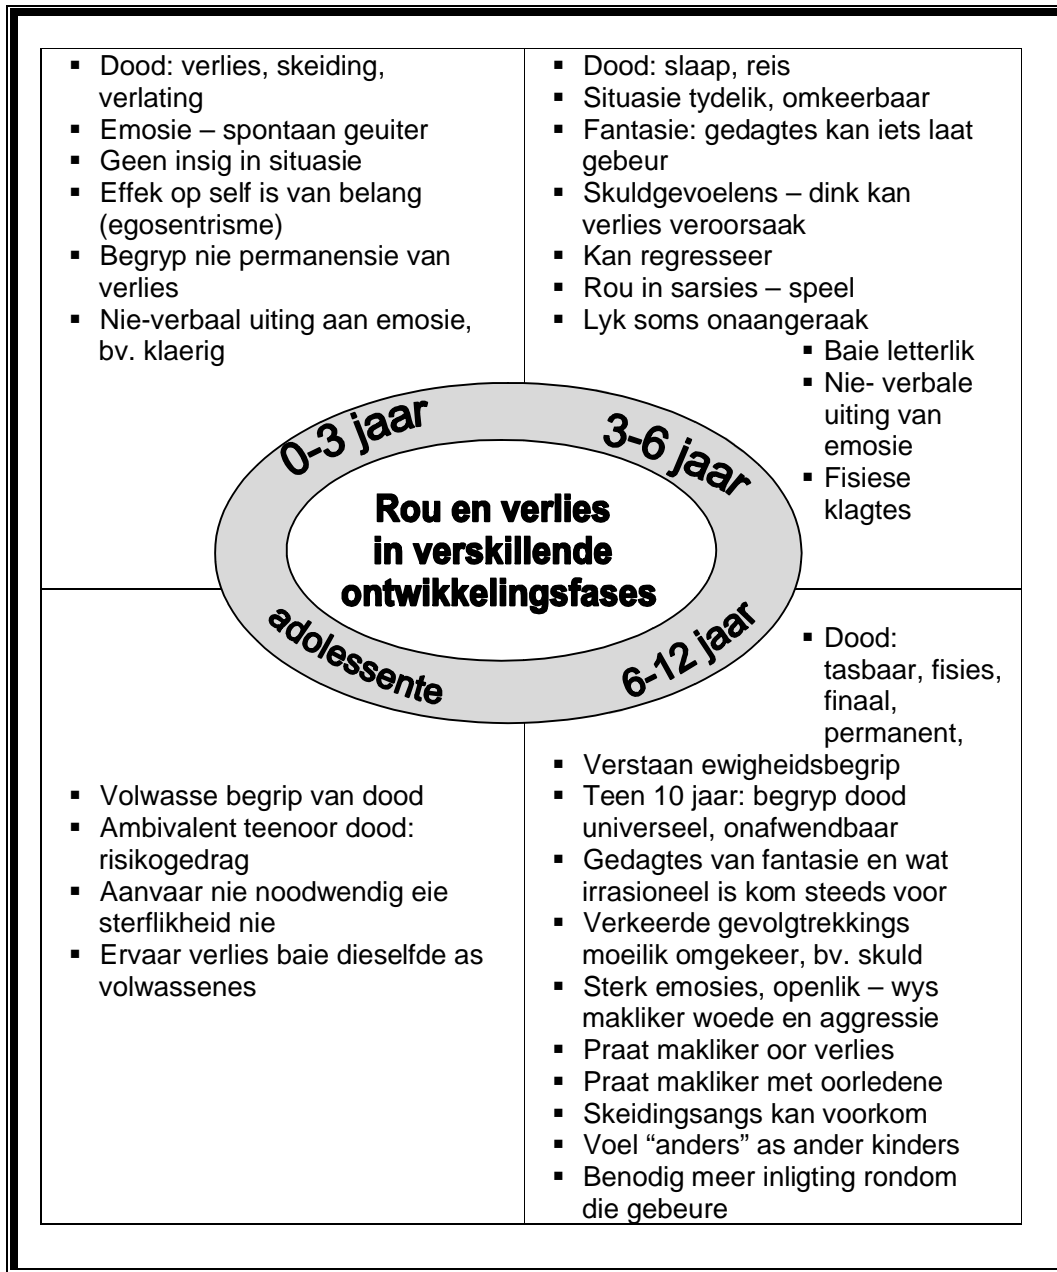 ▪ Dood: verlies, skeiding,
verlating
▪ Emosie – spontaan geuiter
▪ Geen insig in situasie
▪ Effek op self is van belang
(egosentrisme)
▪ Begryp nie permanensie van
verlies
▪ Nie-verbaal uiting aan emosie,
bv. klaerig
▪ Dood: slaap, reis
▪ Situasie tydelik, omkeerbaar
▪ Fantasie: gedagtes kan iets laat
gebeur
▪ Skuldgevoelens – dink kan
verlies veroorsaak
▪ Kan regresseer
▪ Rou in sarsies – speel
▪ Lyk soms onaangeraak
▪ Baie letterlik
▪ Nie- verbale
uiting van
emosie
▪ Fisiese
klagtes
0-3 jaar
3-6 jaar
Rou en verlies
in verskillende
ontwikkelingsfases
adolessente
6-12 jaar
▪ Volwasse begrip van dood
▪ Ambivalent teenoor dood:
risikogedrag
▪ Aanvaar nie noodwendig eie
sterflikheid nie
▪ Ervaar verlies baie dieselfde as
volwassenes
▪ Dood:
tasbaar, fisies,
finaal,
permanent,
▪ Verstaan ewigheidsbegrip
▪ Teen 10 jaar: begryp dood
universeel, onafwendbaar
▪ Gedagtes van fantasie en wat
irrasioneel is kom steeds voor
▪ Verkeerde gevolgtrekkings
moeilik omgekeer, bv. skuld
▪ Sterk emosies, openlik – wys
makliker woede en aggressie
▪ Praat makliker oor verlies
▪ Praat makliker met oorledene
▪ Skeidingsangs kan voorkom
▪ Voel “anders” as ander kinders
▪ Benodig meer inligting rondom
die gebeure